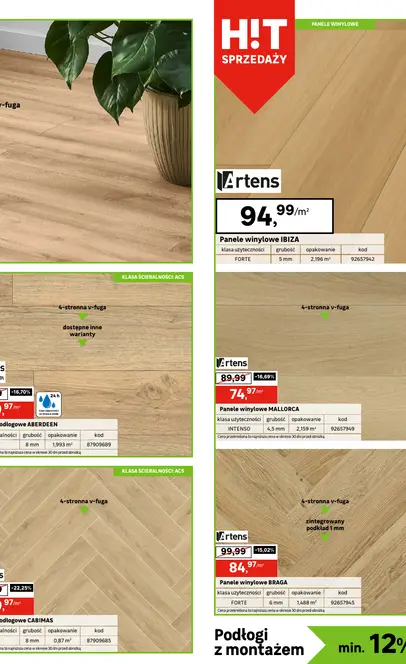 v-fuga
KLASA ŚCIERALNOŚCI: AC5
4-stronna v-fuga
dostępne inne
warianty
24 h
-16,70%
,97/m²
ABERDEEN
grubość opakowanie kod
8 mm 1,993 m² 87909689
KLASA ŚCIERALNOŚCI: AC5
4-stronna v-fuga
-22,25%
,97/m²
CABIMAS
grubość opakowanie kod
8 mm 0,87 m² 87909685
H!T
SPRZEDAŻY
PANELE WINYLOWE
Artens
94,99/m²
Panele winylowe IBIZA
klasa użyteczności grubość opakowanie kod
FORTE 5 mm 2,196 m² 92657942
4-stronna v-fuga
Artens
89,99 -16,69%
74,97/m²
Panele winylowe MALLORCA
klasa użyteczności grubość opakowanie kod
INTENSO 4,5 mm 2,159 m² 92657949
4-stronna v-fuga
zintegrowany
podkład 1 mm
Artens
99,99 -15,02%
84,97/m²
Panele winylowe BRAGA
klasa użyteczności grubość opakowanie kod
FORTE 6 mm 1,488 m² 92657945
Podłogi
z montażem
min. 12%